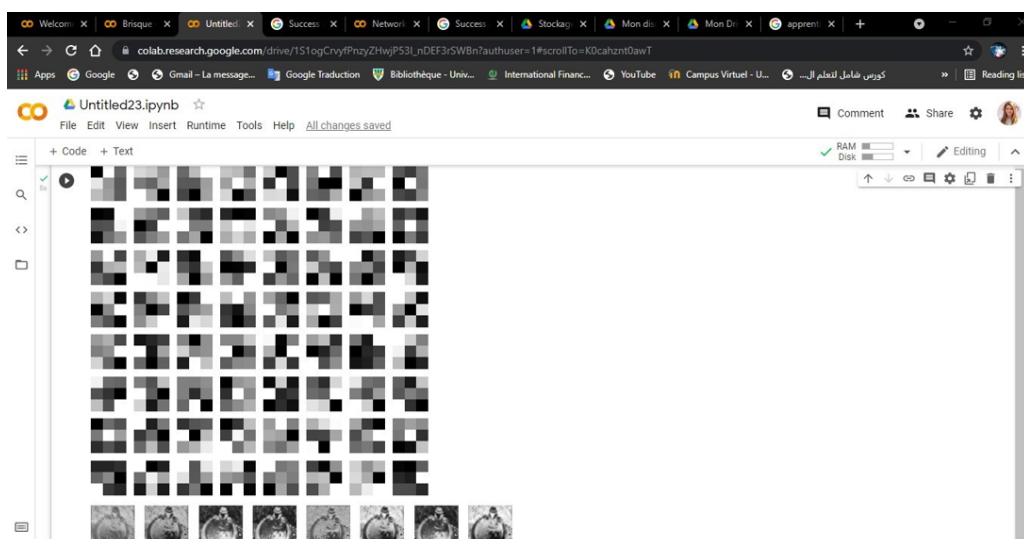 Welcom Brisque Untitled Success Network Success Stockag Mon dis Mon Dri apprent
colab.research.google.com/drive/1S1ogCrvyfPnzyZHwjP53I_nDEF3rSWBn?authuser=1#scrollTo=K0cahznt0awT
Apps Google Gmail – La message... Google Traduction Bibliothèque - Univ... International Financ... YouTube Campus Virtuel - U... كورس شامل لتعلم ال... » Reading lis
Untitled23.ipynb
Comment Share
File Edit View Insert Runtime Tools Help All changes saved
+ Code + Text
RAM
Disk
Editing